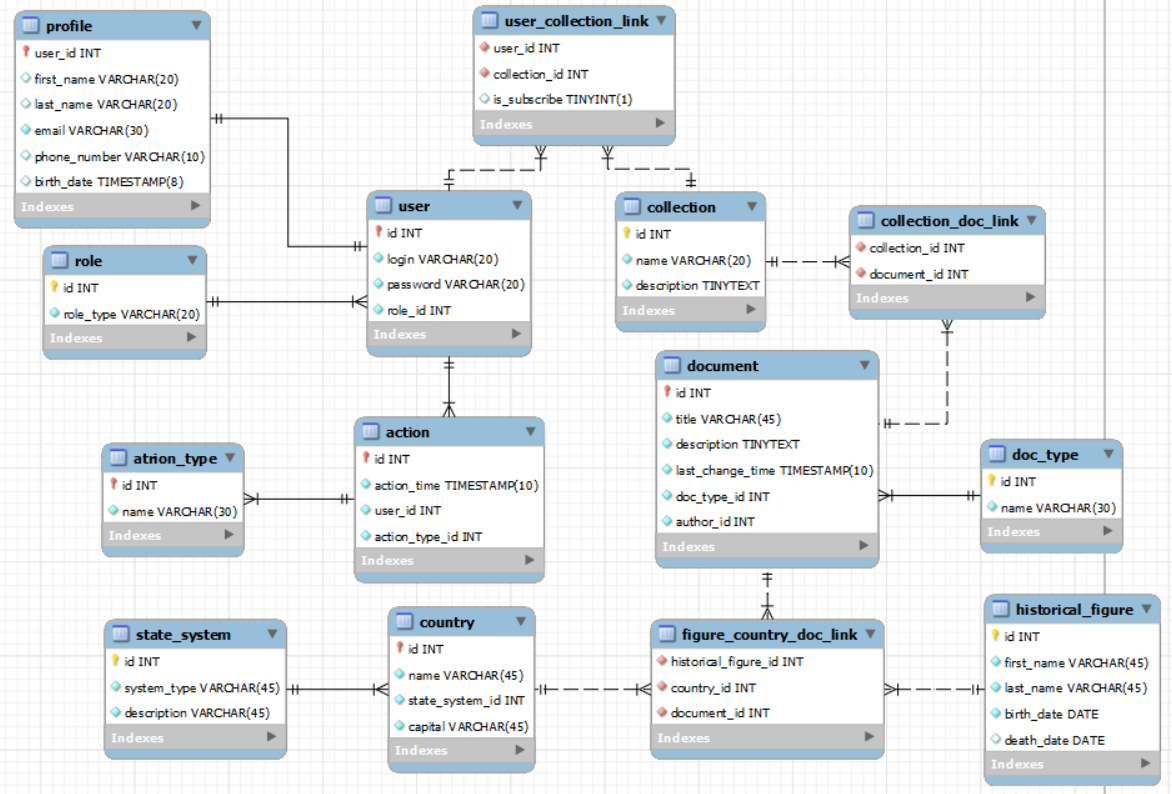 profile
user_id INT
first_name VARCHAR(20)
last_name VARCHAR(20)
email VARCHAR(30)
phone_number VARCHAR(10)
birth_date TIMESTAMP(8)
Indexes
user_collection_link
user_id INT
collection_id INT
is_subscribe TINYINT(1)
Indexes
role
id INT
role_type VARCHAR(20)
Indexes
user
id INT
login VARCHAR(20)
password VARCHAR(20)
role_id INT
Indexes
collection
id INT
name VARCHAR(20)
description TINYTEXT
Indexes
collection_doc_link
collection_id INT
document_id INT
Indexes
atrion_type
id INT
name VARCHAR(30)
Indexes
action
id INT
action_time TIMESTAMP(10)
user_id INT
action_type_id INT
Indexes
document
id INT
title VARCHAR(45)
description TINYTEXT
last_change_time TIMESTAMP(10)
doc_type_id INT
author_id INT
Indexes
doc_type
id INT
name VARCHAR(30)
Indexes
state_system
id INT
system_type VARCHAR(45)
description VARCHAR(45)
Indexes
country
id INT
name VARCHAR(45)
state_system_id INT
capital VARCHAR(45)
Indexes
figure_country_doc_link
historical_figure_id INT
country_id INT
document_id INT
Indexes
historical_figure
id INT
first_name VARCHAR(45)
last_name VARCHAR(45)
birth_date DATE
death_date DATE
Indexes